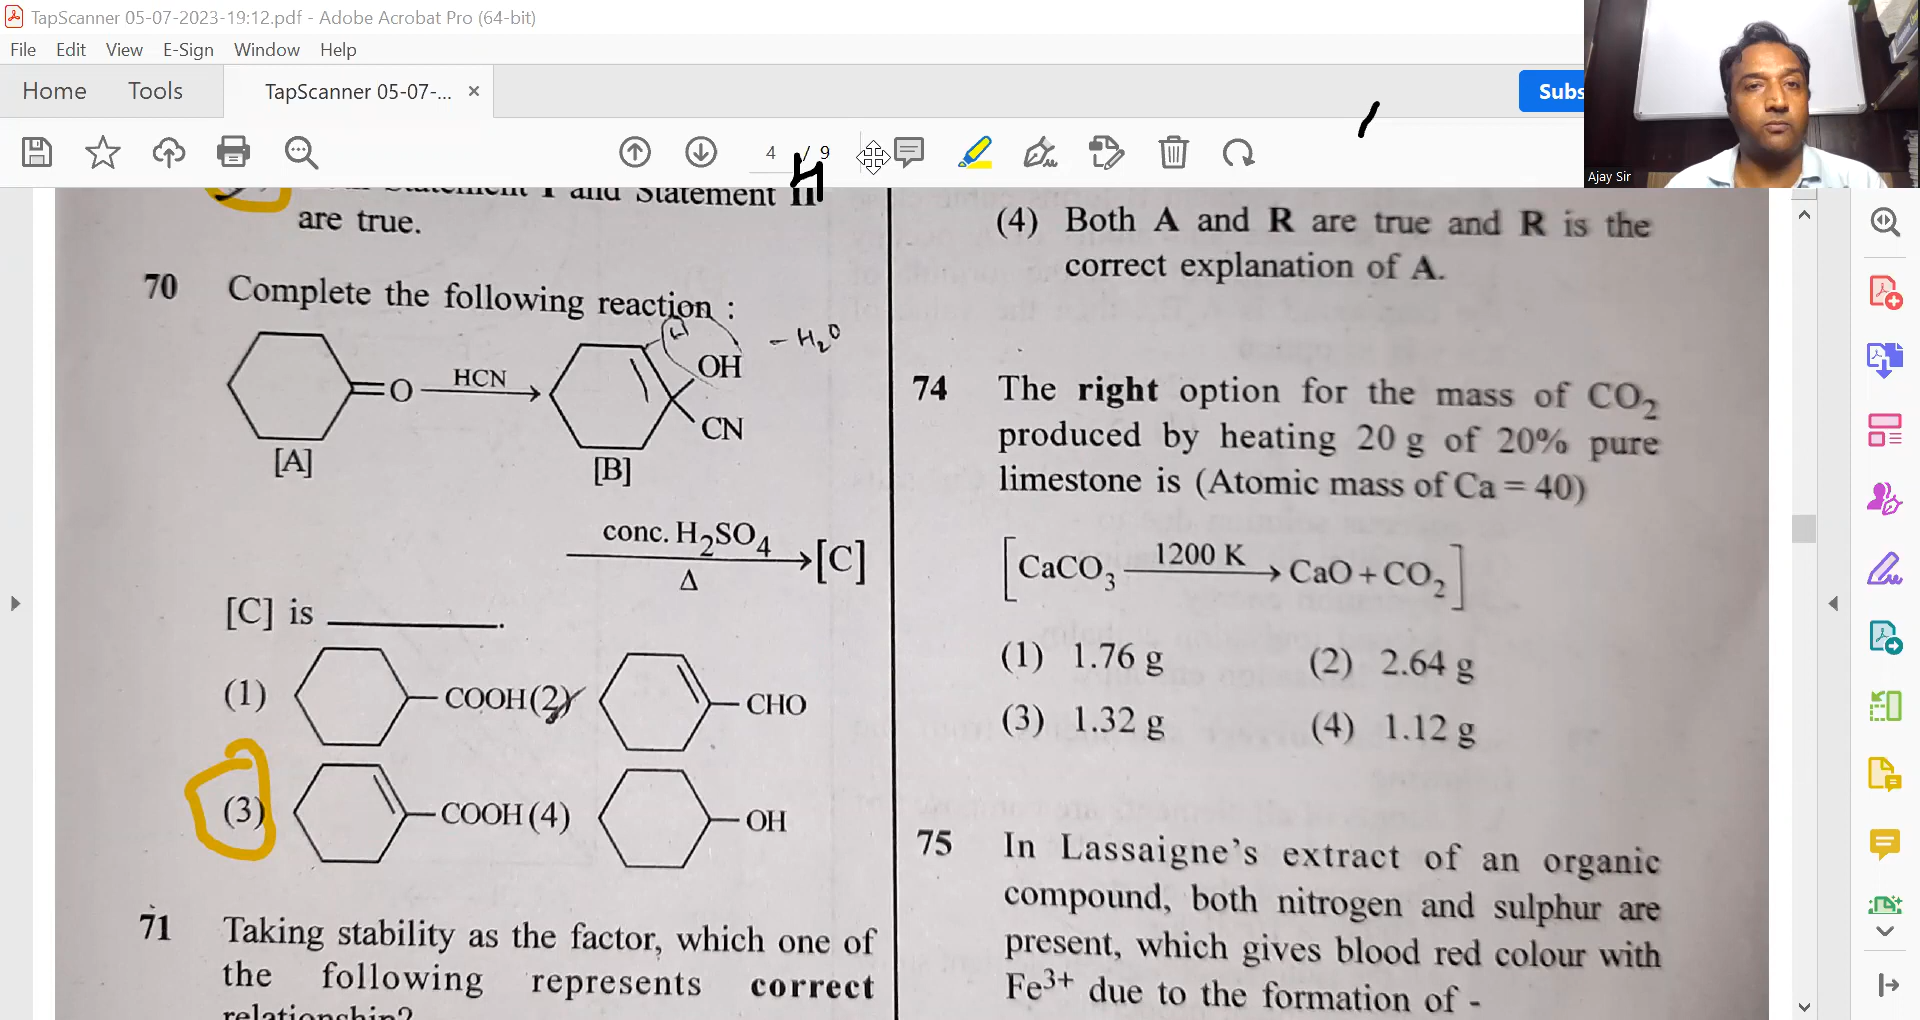 TapScanner 05-07-2023-19:12.pdf - Adobe Acrobat Pro (64-bit)
File Edit View E-Sign Window Help
Home Tools TapScanner 05-07-... ×
Subs
4 / 9
Ajay Sir
Statement I and Statement II
are true.
70 Complete the following reaction :
H
- H2O
=O HCN OH
CN
[A] [B]
conc. H₂SO₄
Δ
[C]
[C] is ________.
(1) COOH (2) CHO
(3) COOH (4) OH
71 Taking stability as the factor, which one of
the following represents correct
relationship?
(4) Both A and R are true and R is the
correct explanation of A.
74 The right option for the mass of CO₂
produced by heating 20 g of 20% pure
limestone is (Atomic mass of Ca = 40)
[CaCO₃ 1200 K → CaO + CO₂]
(1) 1.76 g (2) 2.64 g
(3) 1.32 g (4) 1.12 g
75 In Lassaigne's extract of an organic
compound, both nitrogen and sulphur are
present, which gives blood red colour with
Fe³⁺ due to the formation of -